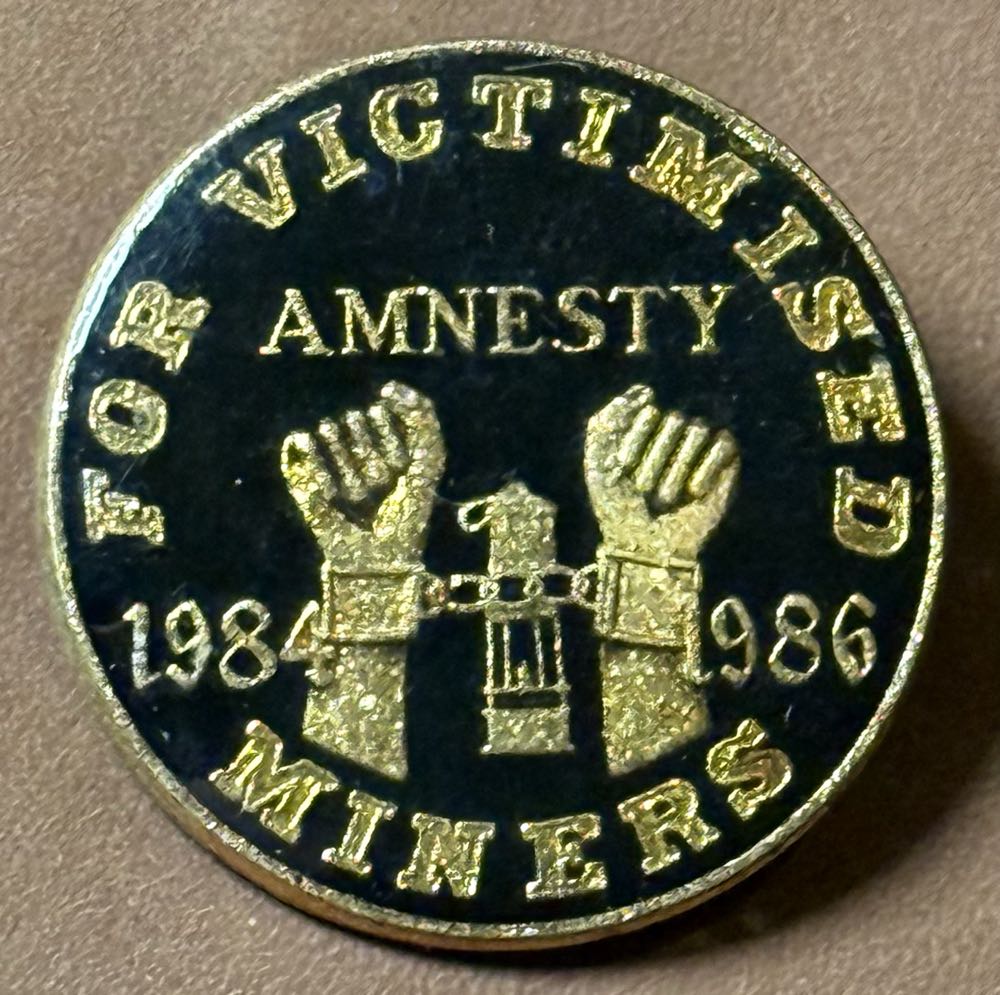 AMNESTY
FOR VICTIMISED
1984 1986
MINERS